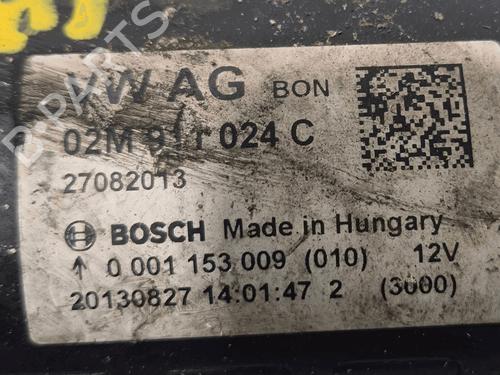 VW AG BON
02M 911 024 C
27082013
BOSCH Made in Hungary
↑ 0 001 153 009 (010) 12V
20130827 14:01:47 2 (3000)
B-PARTS